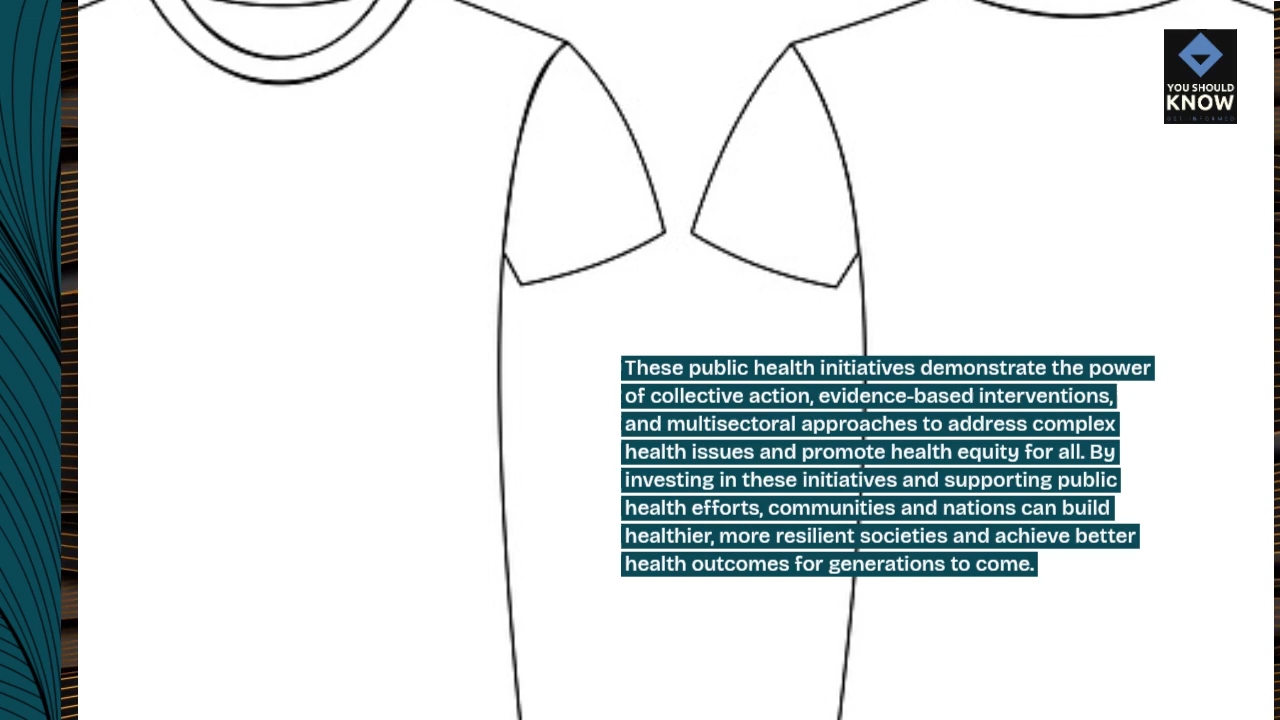 YOU SHOULD
KNOW
GET INFORMED
These public health initiatives demonstrate the power
of collective action, evidence-based interventions,
and multisectoral approaches to address complex
health issues and promote health equity for all. By
investing in these initiatives and supporting public
health efforts, communities and nations can build
healthier, more resilient societies and achieve better
health outcomes for generations to come.